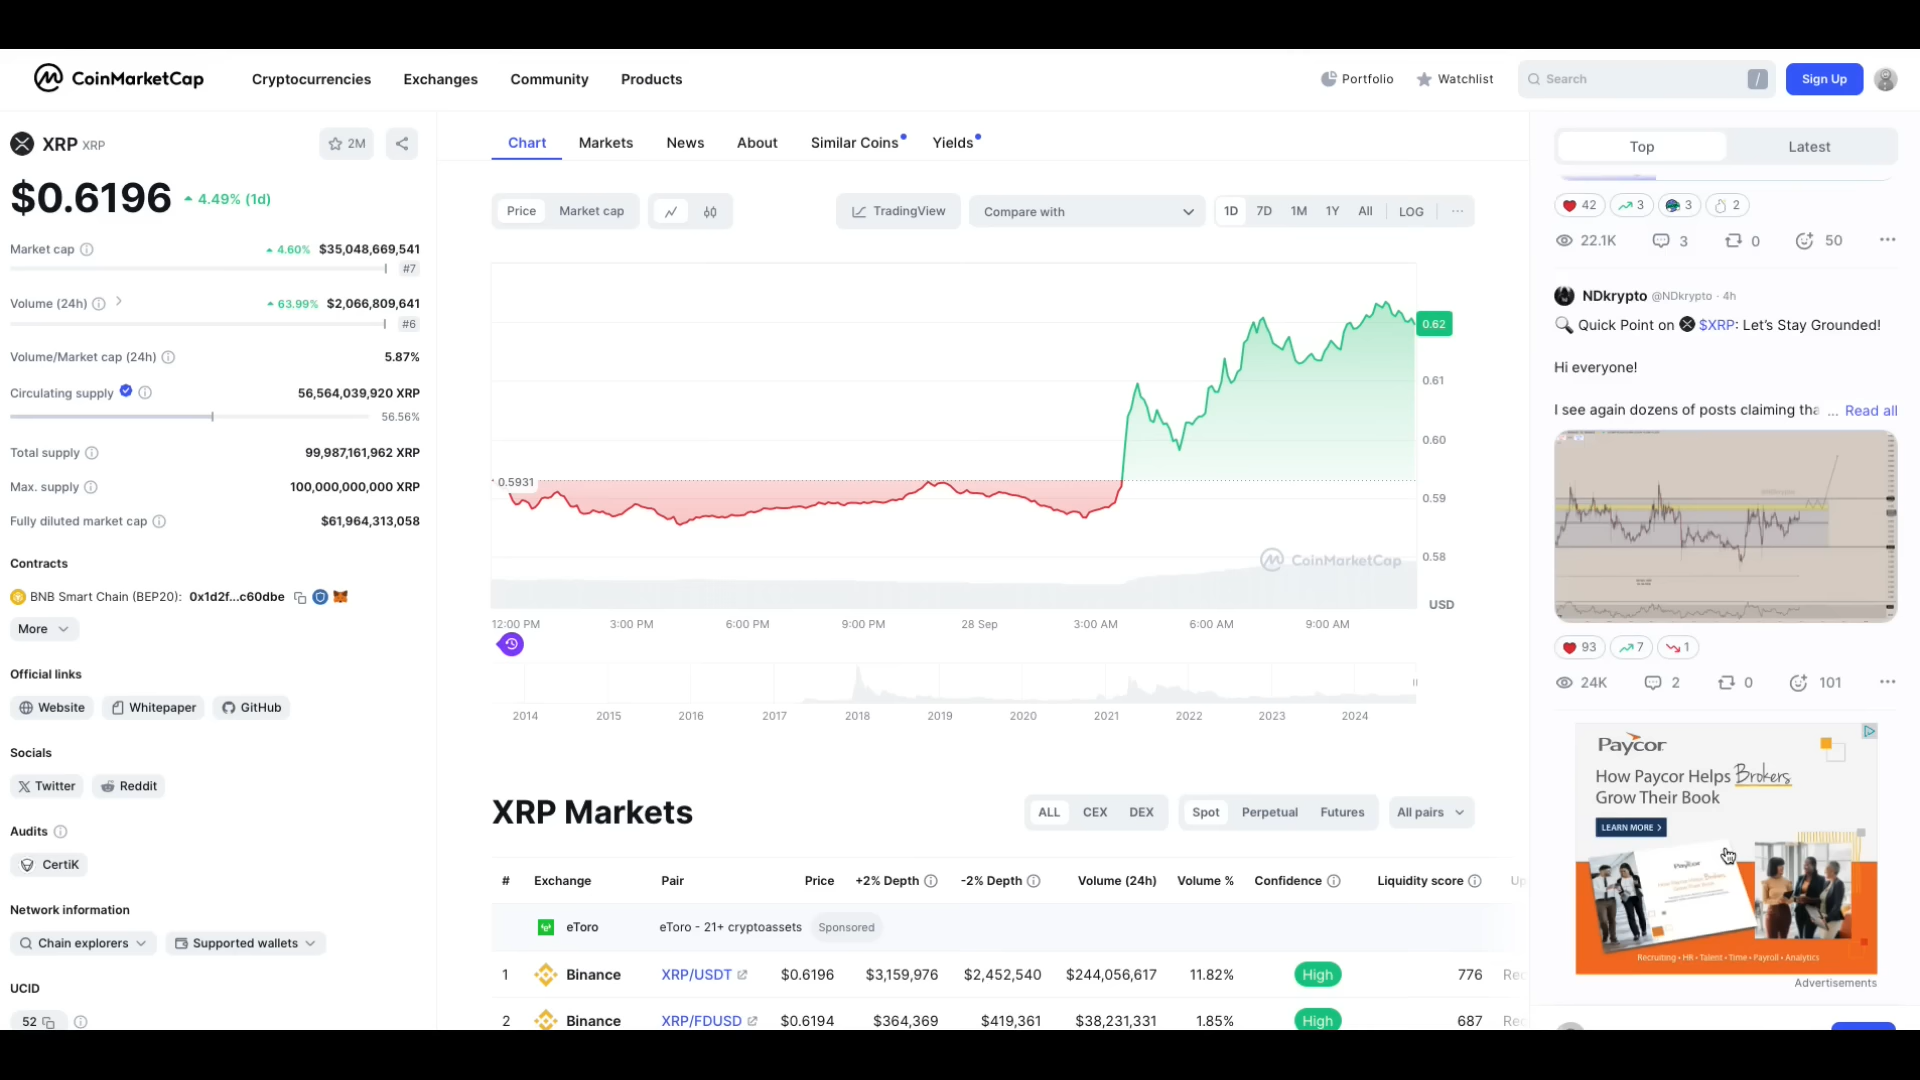 CoinMarketCap
Cryptocurrencies Exchanges Community Products
Portfolio Watchlist Search / Sign Up
XRP XRP 2M
$0.6196 4.49% (1d)
Market cap 4.60% $35,048,669,541
#7
Volume (24h) 63.99% $2,066,809,641
#6
Volume/Market cap (24h) 5.87%
Circulating supply 56,564,039,920 XRP
56.56%
Total supply 99,987,161,962 XRP
Max. supply 100,000,000,000 XRP
Fully diluted market cap $61,964,313,058
Contracts
BNB Smart Chain (BEP20): 0x1d2f...c60dbe
More
Official links
Website Whitepaper GitHub
Socials
Twitter Reddit
Audits
CertiK
Network information
Chain explorers Supported wallets
UCID
52
Chart Markets News About Similar Coins Yields
Price Market cap TradingView Compare with 1D 7D 1M 1Y All LOG ...
0.62
0.61
0.60
0.5931
0.59
0.58
CoinMarketCap
USD
12:00 PM 3:00 PM 6:00 PM 9:00 PM 28 Sep 3:00 AM 6:00 AM 9:00 AM
2014 2015 2016 2017 2018 2019 2020 2021 2022 2023 2024
XRP Markets ALL CEX DEX Spot Perpetual Futures All pairs
# Exchange Pair Price +2% Depth -2% Depth Volume (24h) Volume % Confidence Liquidity score Up
eToro eToro - 21+ cryptoassets Sponsored
1 Binance XRP/USDT $0.6196 $3,159,976 $2,452,540 $244,056,617 11.82% High 776 Rec
2 Binance XRP/FDUSD $0.6194 $364,369 $419,361 $38,231,331 1.85% High 687 Rec
Top Latest
42 3 3 2
22.1K 3 0 50 ...
NDkrypto @NDkrypto · 4h
Quick Point on $XRP: Let's Stay Grounded!
Hi everyone!
I see again dozens of posts claiming tha ... Read all
93 7 1
24K 2 0 101 ...
Paycor
How Paycor Helps Brokers
Grow Their Book
LEARN MORE >
Paycor
How Paycor Helps Brokers
Recruiting • HR • Talent • Time • Payroll • Analytics
Advertisements